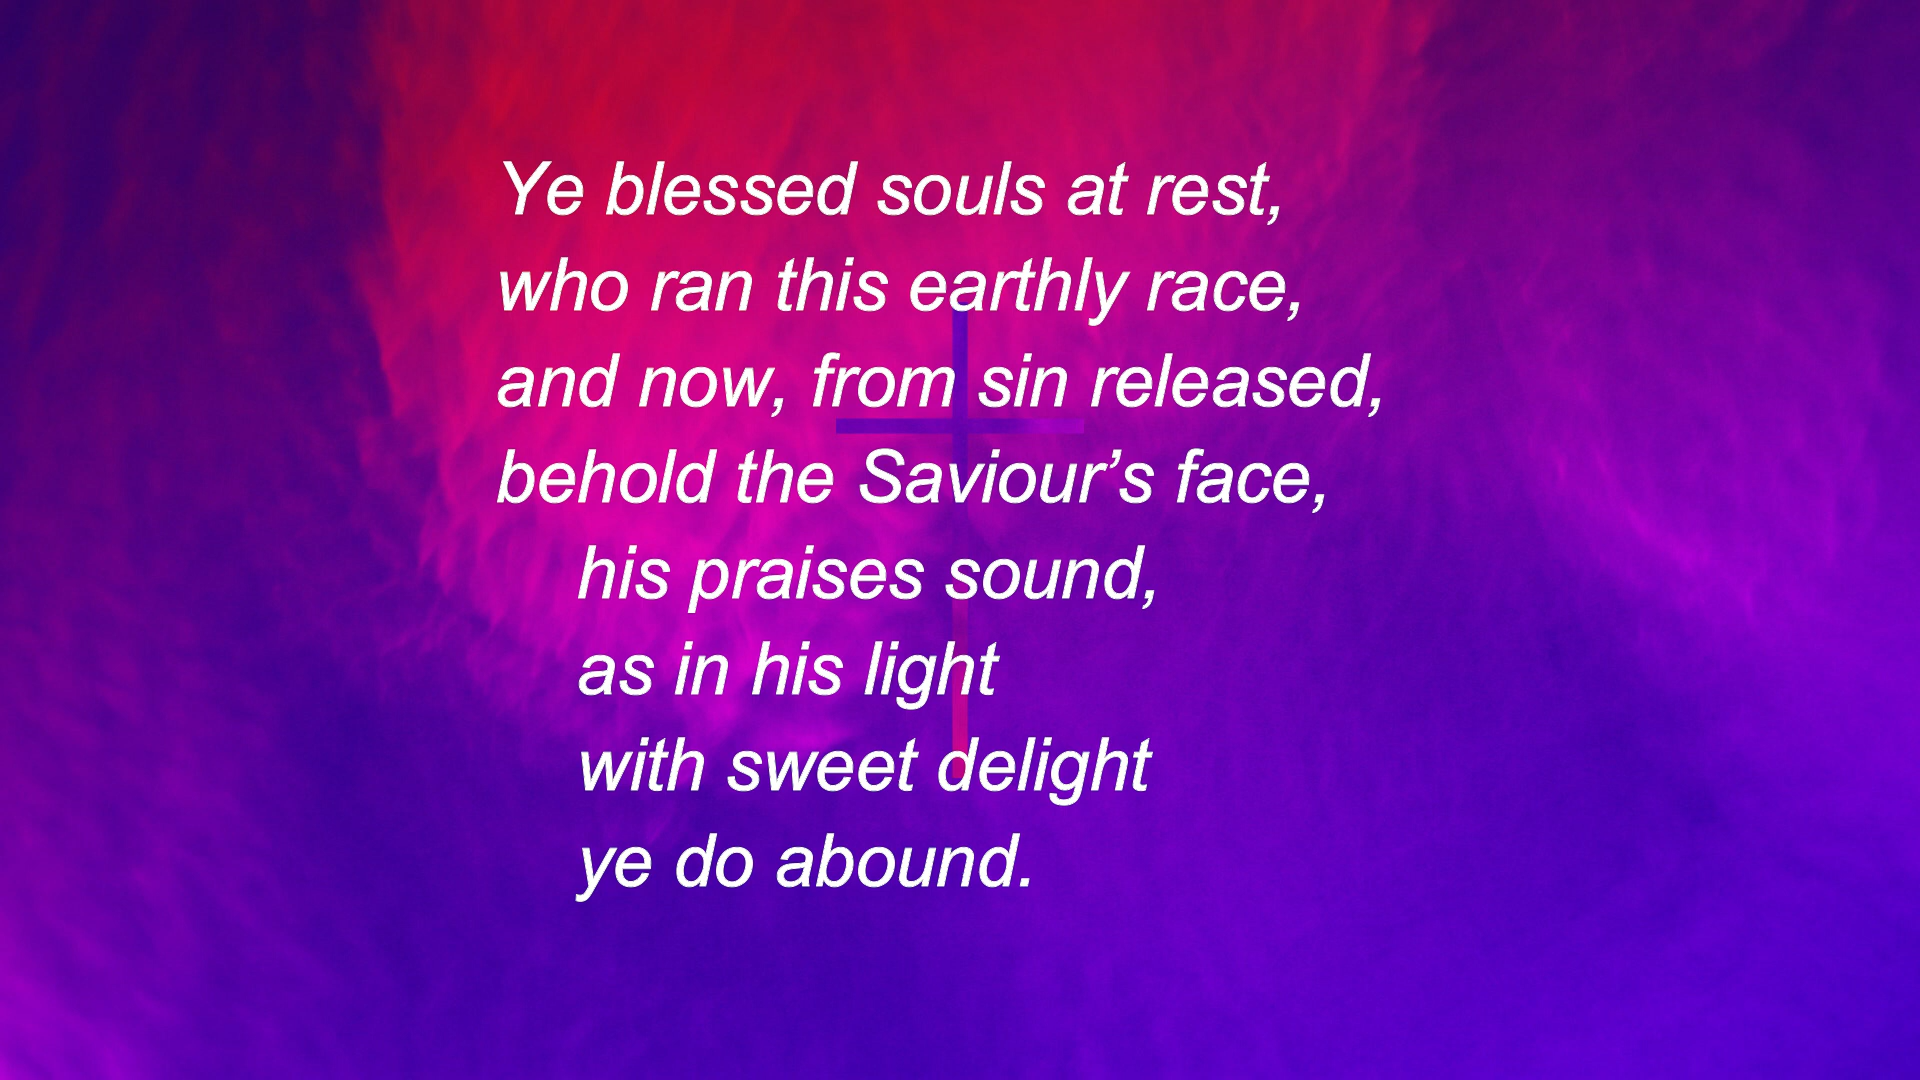 Ye blessed souls at rest,
who ran this earthly race,
and now, from sin released,
behold the Saviour’s face,
his praises sound,
as in his light
with sweet delight
ye do abound.